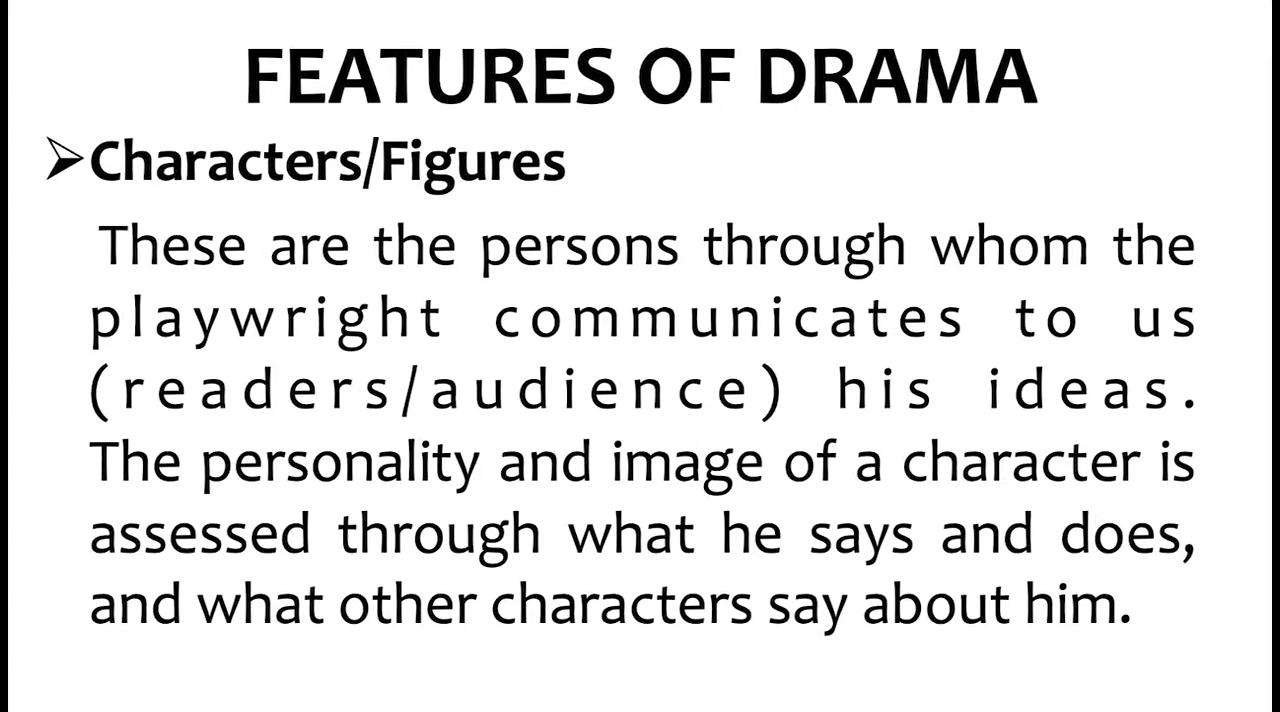 FEATURES OF DRAMA
➢Characters/Figures
These are the persons through whom the
playwright communicates to us
(readers/audience) his ideas.
The personality and image of a character is
assessed through what he says and does,
and what other characters say about him.